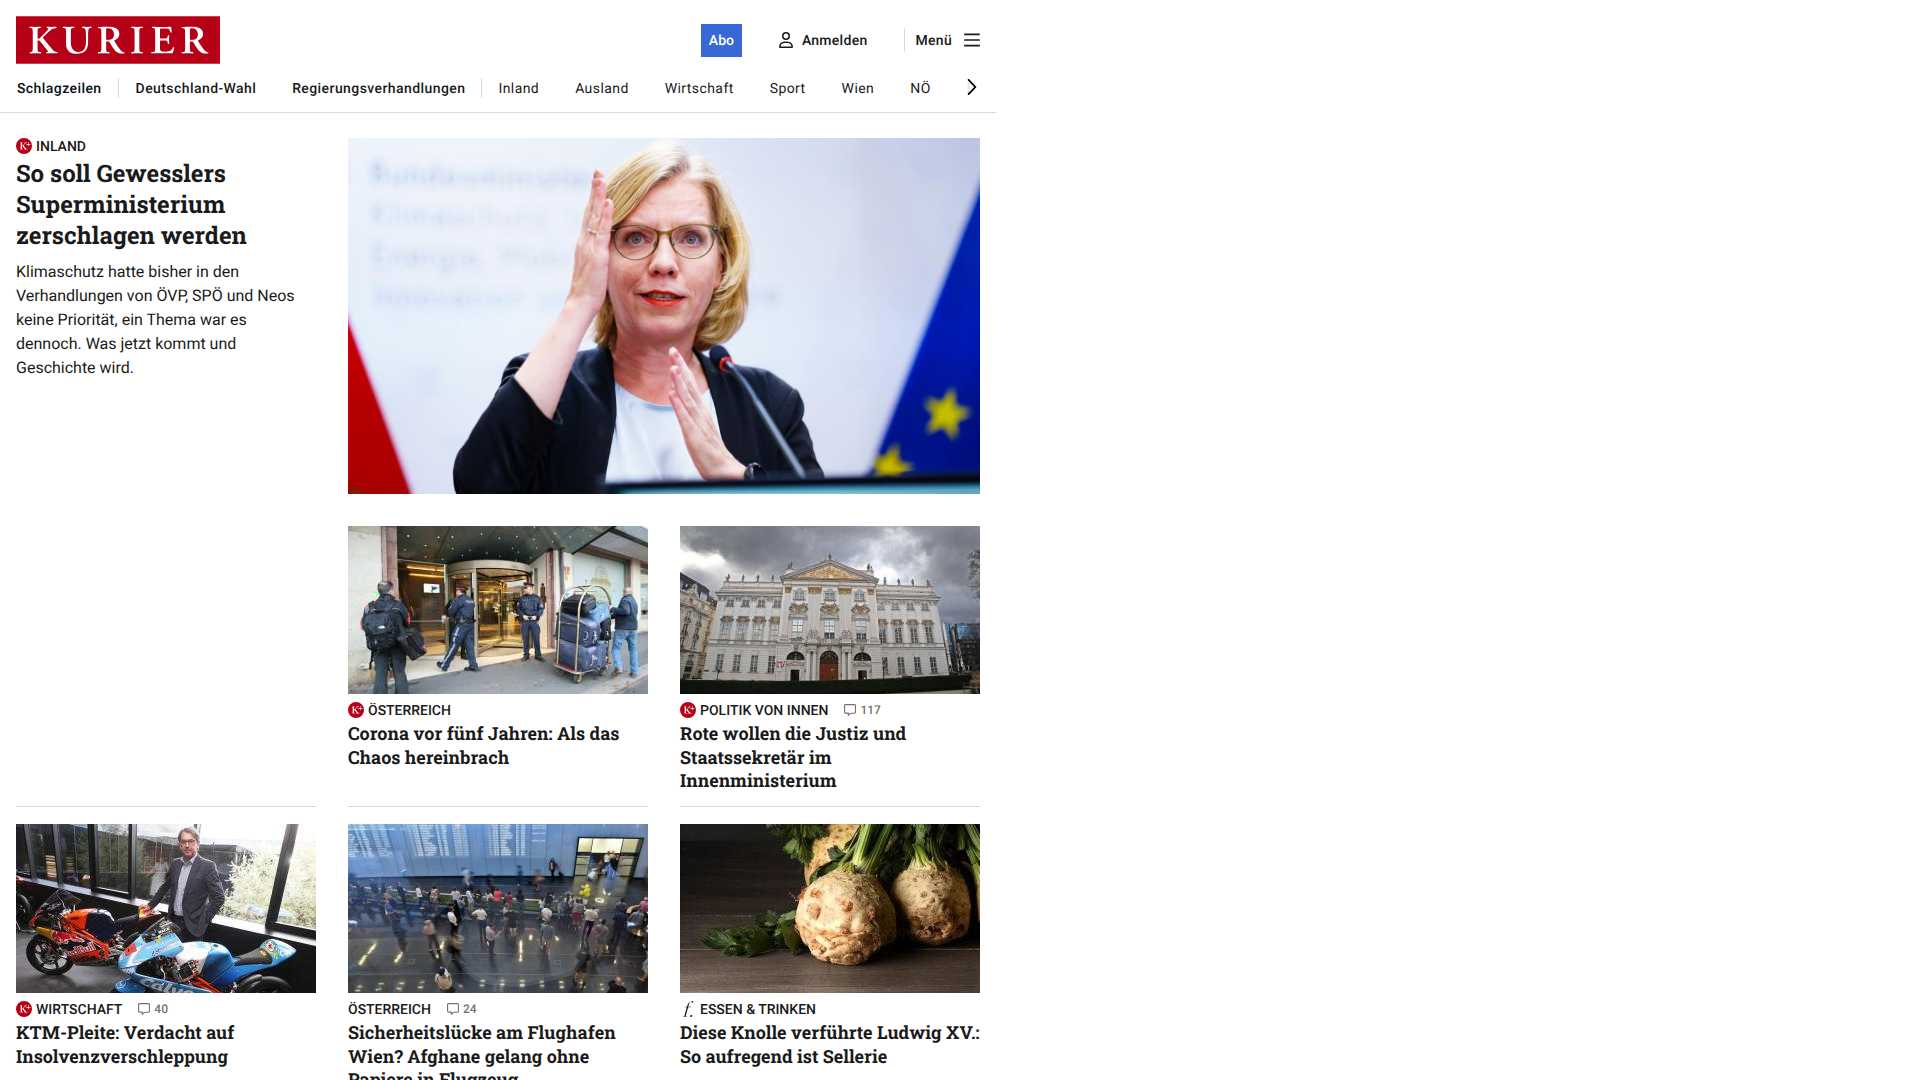 KURIER
Abo
Anmelden
Menü
Schlagzeilen
Deutschland-Wahl
Regierungsverhandlungen
Inland
Ausland
Wirtschaft
Sport
Wien
NÖ
INLAND
So soll Gewesslers
Superministerium
zerschlagen werden
Klimaschutz hatte bisher in den
Verhandlungen von ÖVP, SPÖ und Neos
keine Priorität, ein Thema war es
dennoch. Was jetzt kommt und
Geschichte wird.
ÖSTERREICH
Corona vor fünf Jahren: Als das
Chaos hereinbrach
POLITIK VON INNEN 117
Rote wollen die Justiz und
Staatssekretär im
Innenministerium
WIRTSCHAFT 40
KTM-Pleite: Verdacht auf
Insolvenzverschleppung
ÖSTERREICH 24
Sicherheitslücke am Flughafen
Wien? Afghane gelang ohne
Papiere in Flugzeug
f. ESSEN & TRINKEN
Diese Knolle verführte Ludwig XV.:
So aufregend ist Sellerie